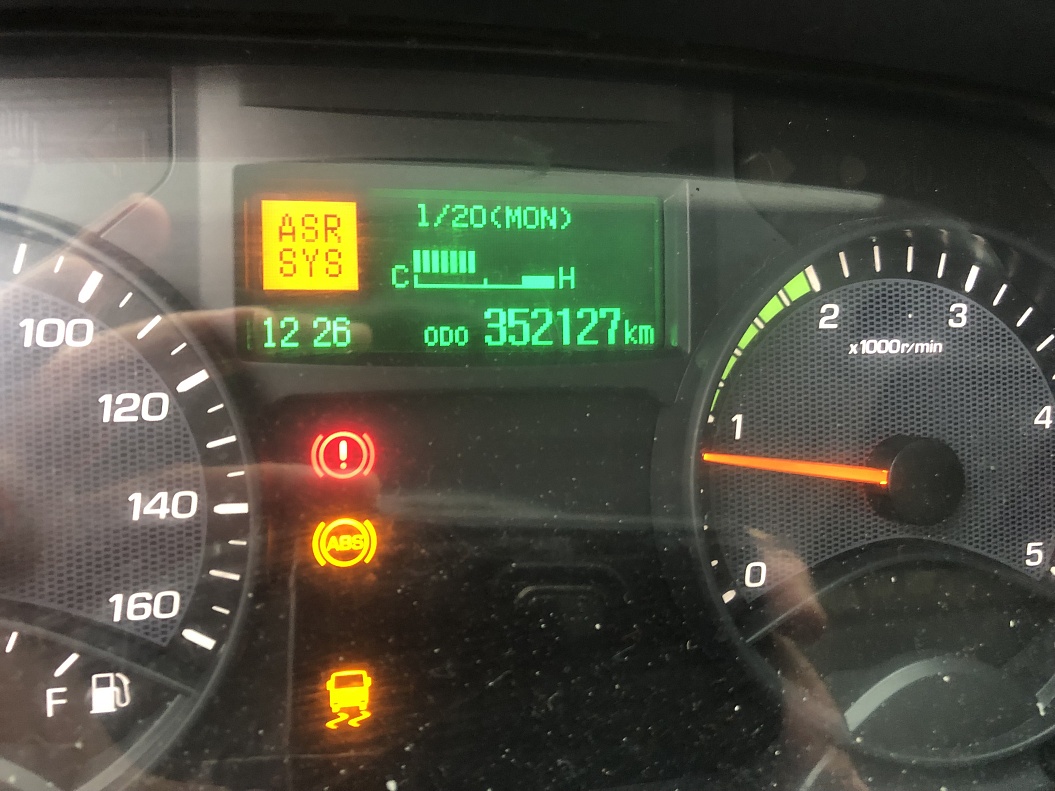 ASR
SYS
1/20(MON)
C H
12 26
ODO 352127km
100
120
140
160
F
ABS
0
1
2
3
4
5
x1000r/min